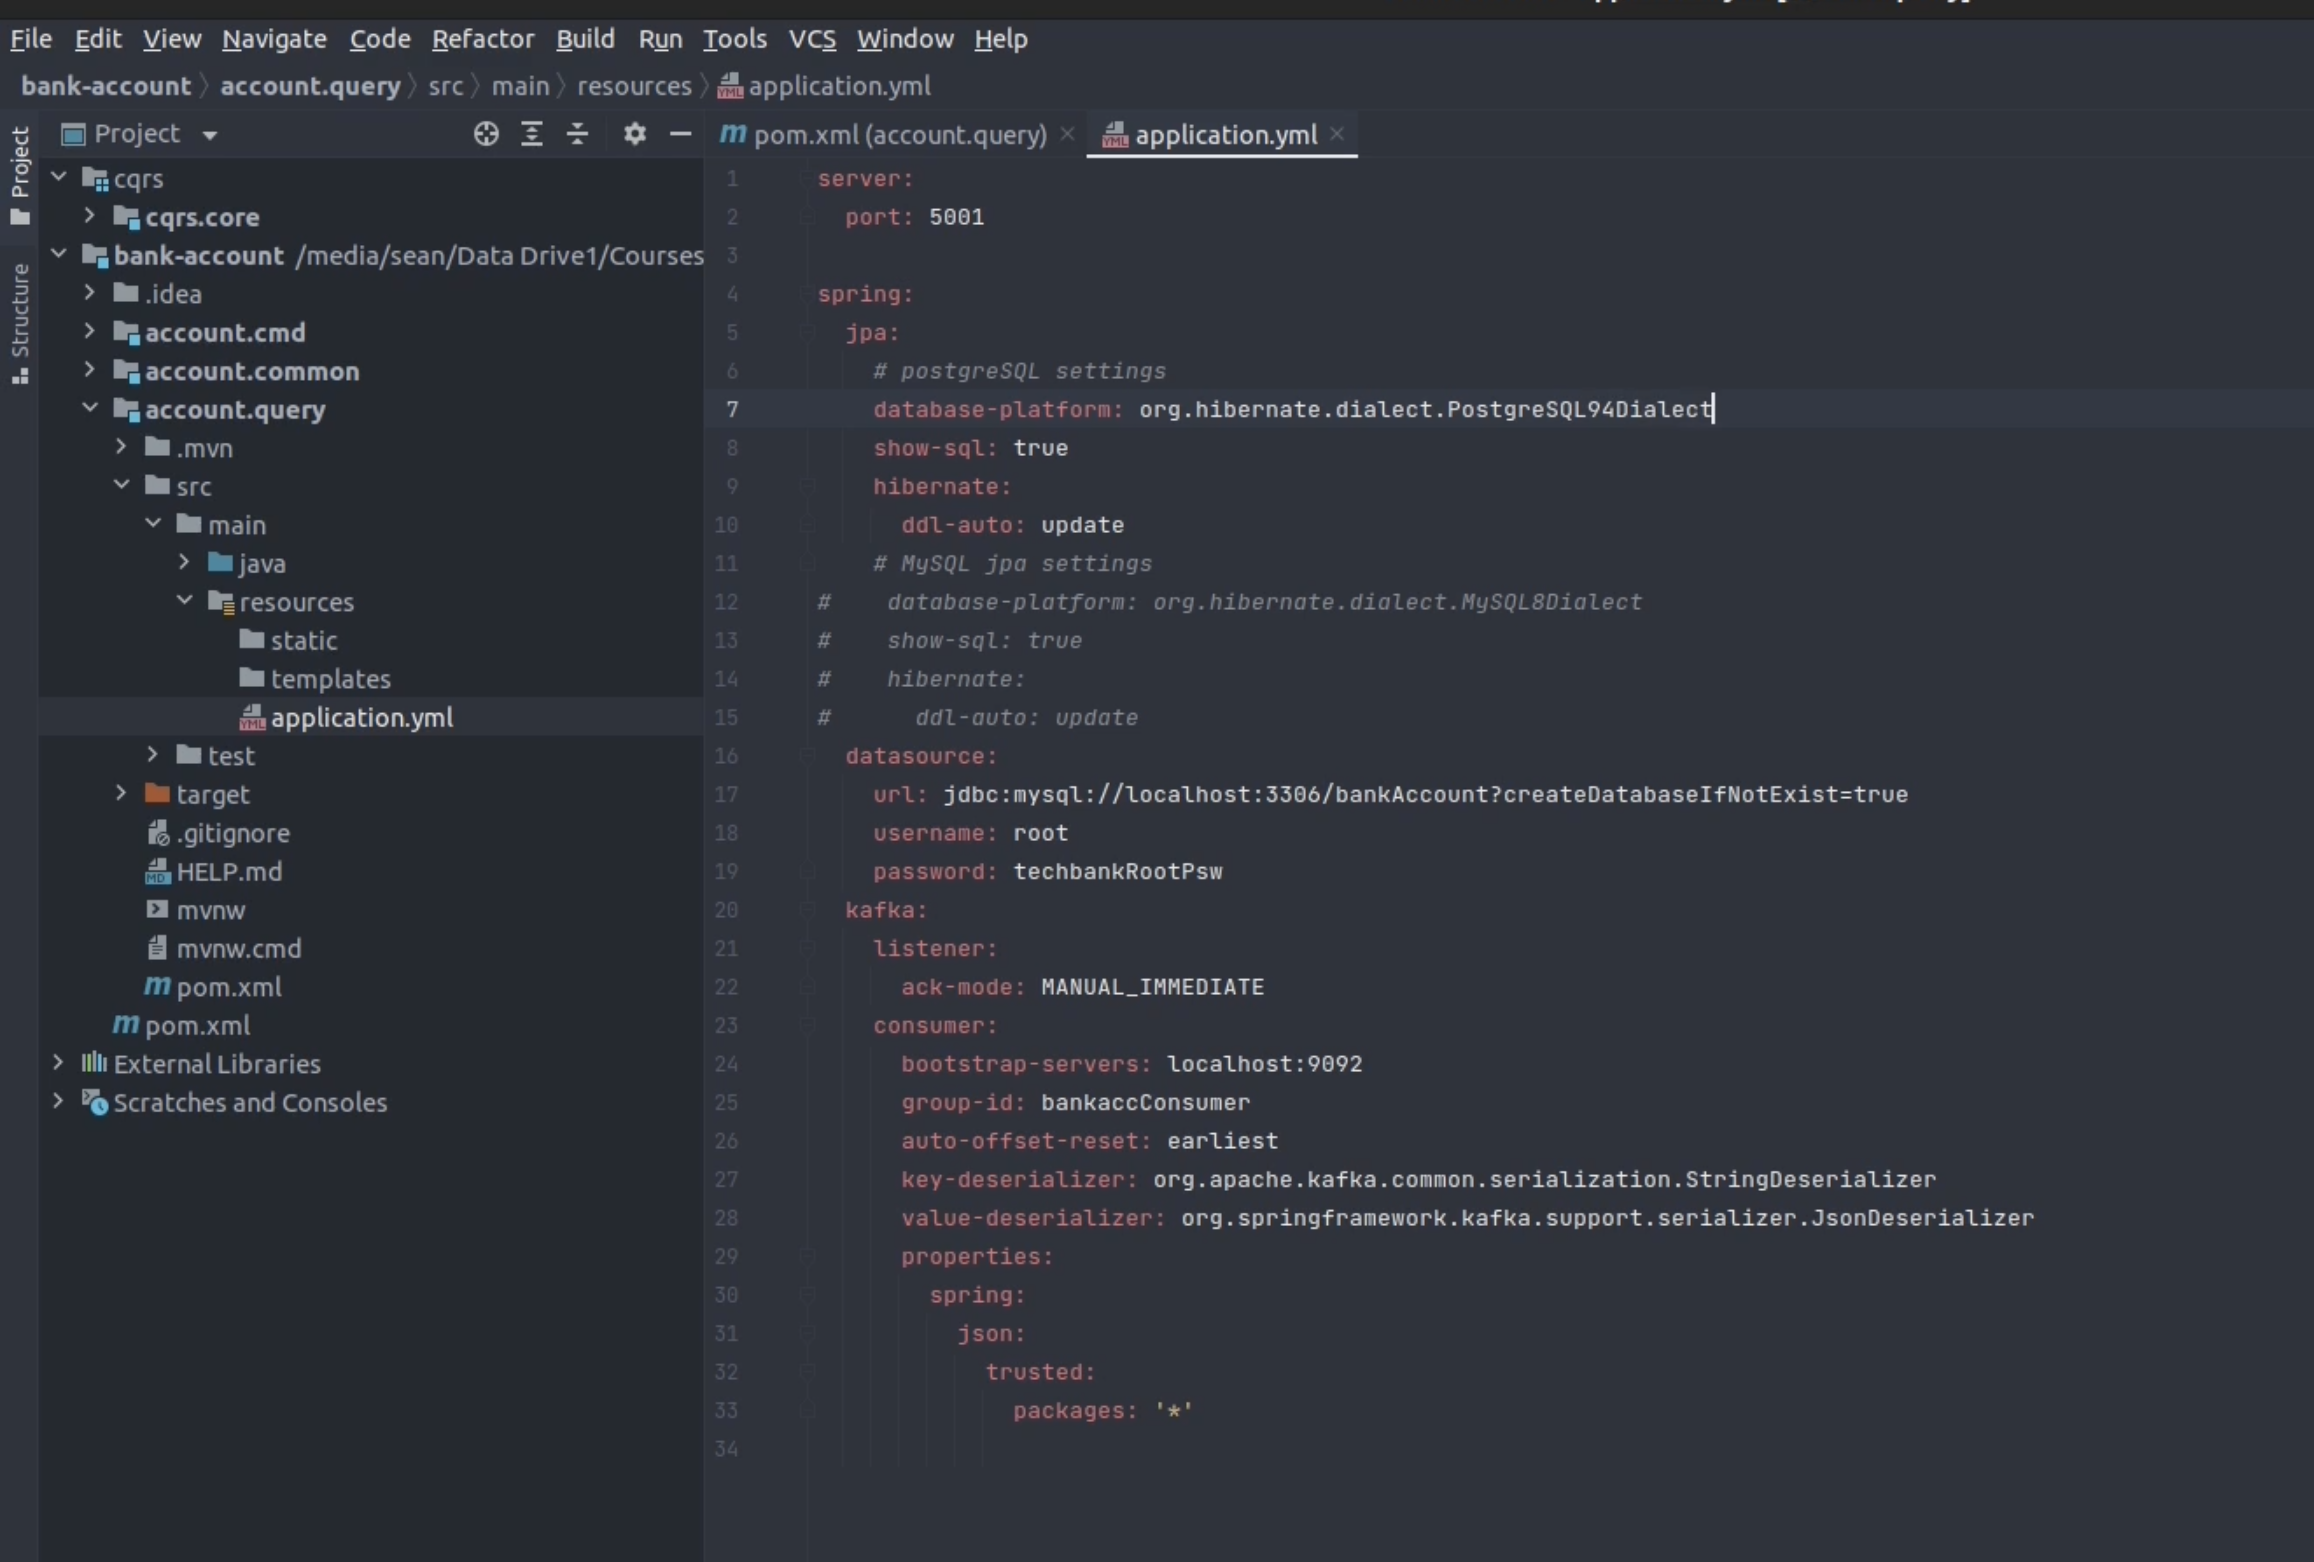 File Edit View Navigate Code Refactor Build Run Tools VCS Window Help
bank-account account.query src main resources application.yml
Project
Structure
Project
cqrs
cqrs.core
bank-account /media/sean/Data Drive1/Courses
.idea
account.cmd
account.common
account.query
.mvn
src
main
java
resources
static
templates
application.yml
test
target
.gitignore
HELP.md
mvnw
mvnw.cmd
pom.xml
pom.xml
External Libraries
Scratches and Consoles
pom.xml (account.query) application.yml
1 server:
2   port: 5001
3
4 spring:
5   jpa:
6     # postgreSQL settings
7     database-platform: org.hibernate.dialect.PostgreSQL94Dialect
8     show-sql: true
9     hibernate:
10       ddl-auto: update
11     # MySQL jpa settings
12 #    database-platform: org.hibernate.dialect.MySQL8Dialect
13 #    show-sql: true
14 #    hibernate:
15 #      ddl-auto: update
16   datasource:
17     url: jdbc:mysql://localhost:3306/bankAccount?createDatabaseIfNotExist=true
18     username: root
19     password: techbankRootPsw
20   kafka:
21     listener:
22       ack-mode: MANUAL_IMMEDIATE
23     consumer:
24       bootstrap-servers: localhost:9092
25       group-id: bankaccConsumer
26       auto-offset-reset: earliest
27       key-deserializer: org.apache.kafka.common.serialization.StringDeserializer
28       value-deserializer: org.springframework.kafka.support.serializer.JsonDeserializer
29       properties:
30         spring:
31           json:
32             trusted:
33               packages: '*'
34